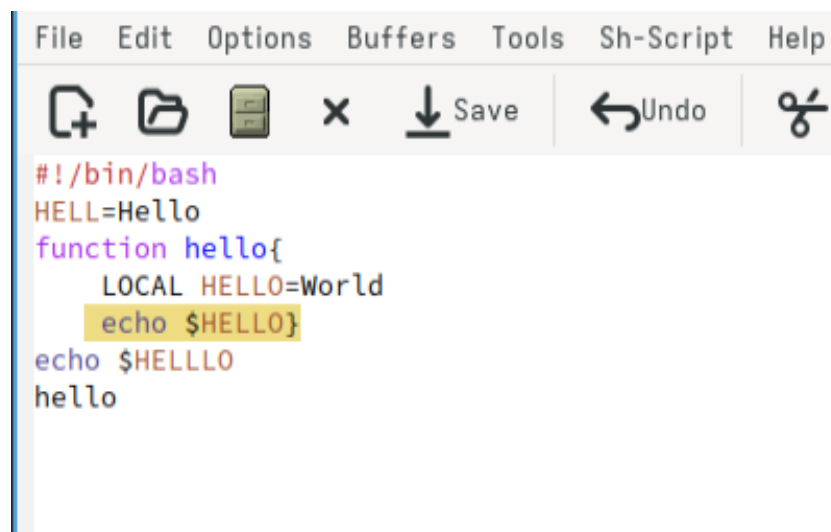 File Edit Options Buffers Tools Sh-Script Help
Save Undo
#!/bin/bash
HELL=Hello
function hello{
    LOCAL HELLO=World
    echo $HELLO}
echo $HELLLO
hello